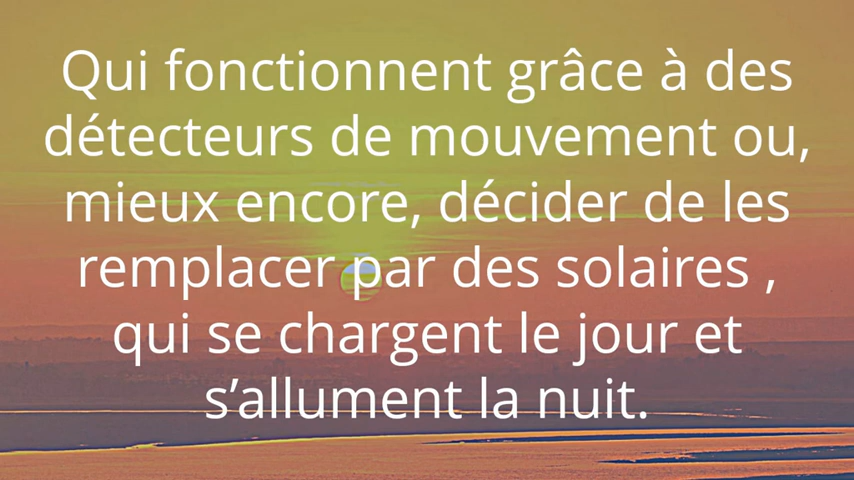 Qui fonctionnent grâce à des
détecteurs de mouvement ou,
mieux encore, décider de les
remplacer par des solaires ,
qui se chargent le jour et
s’allument la nuit.